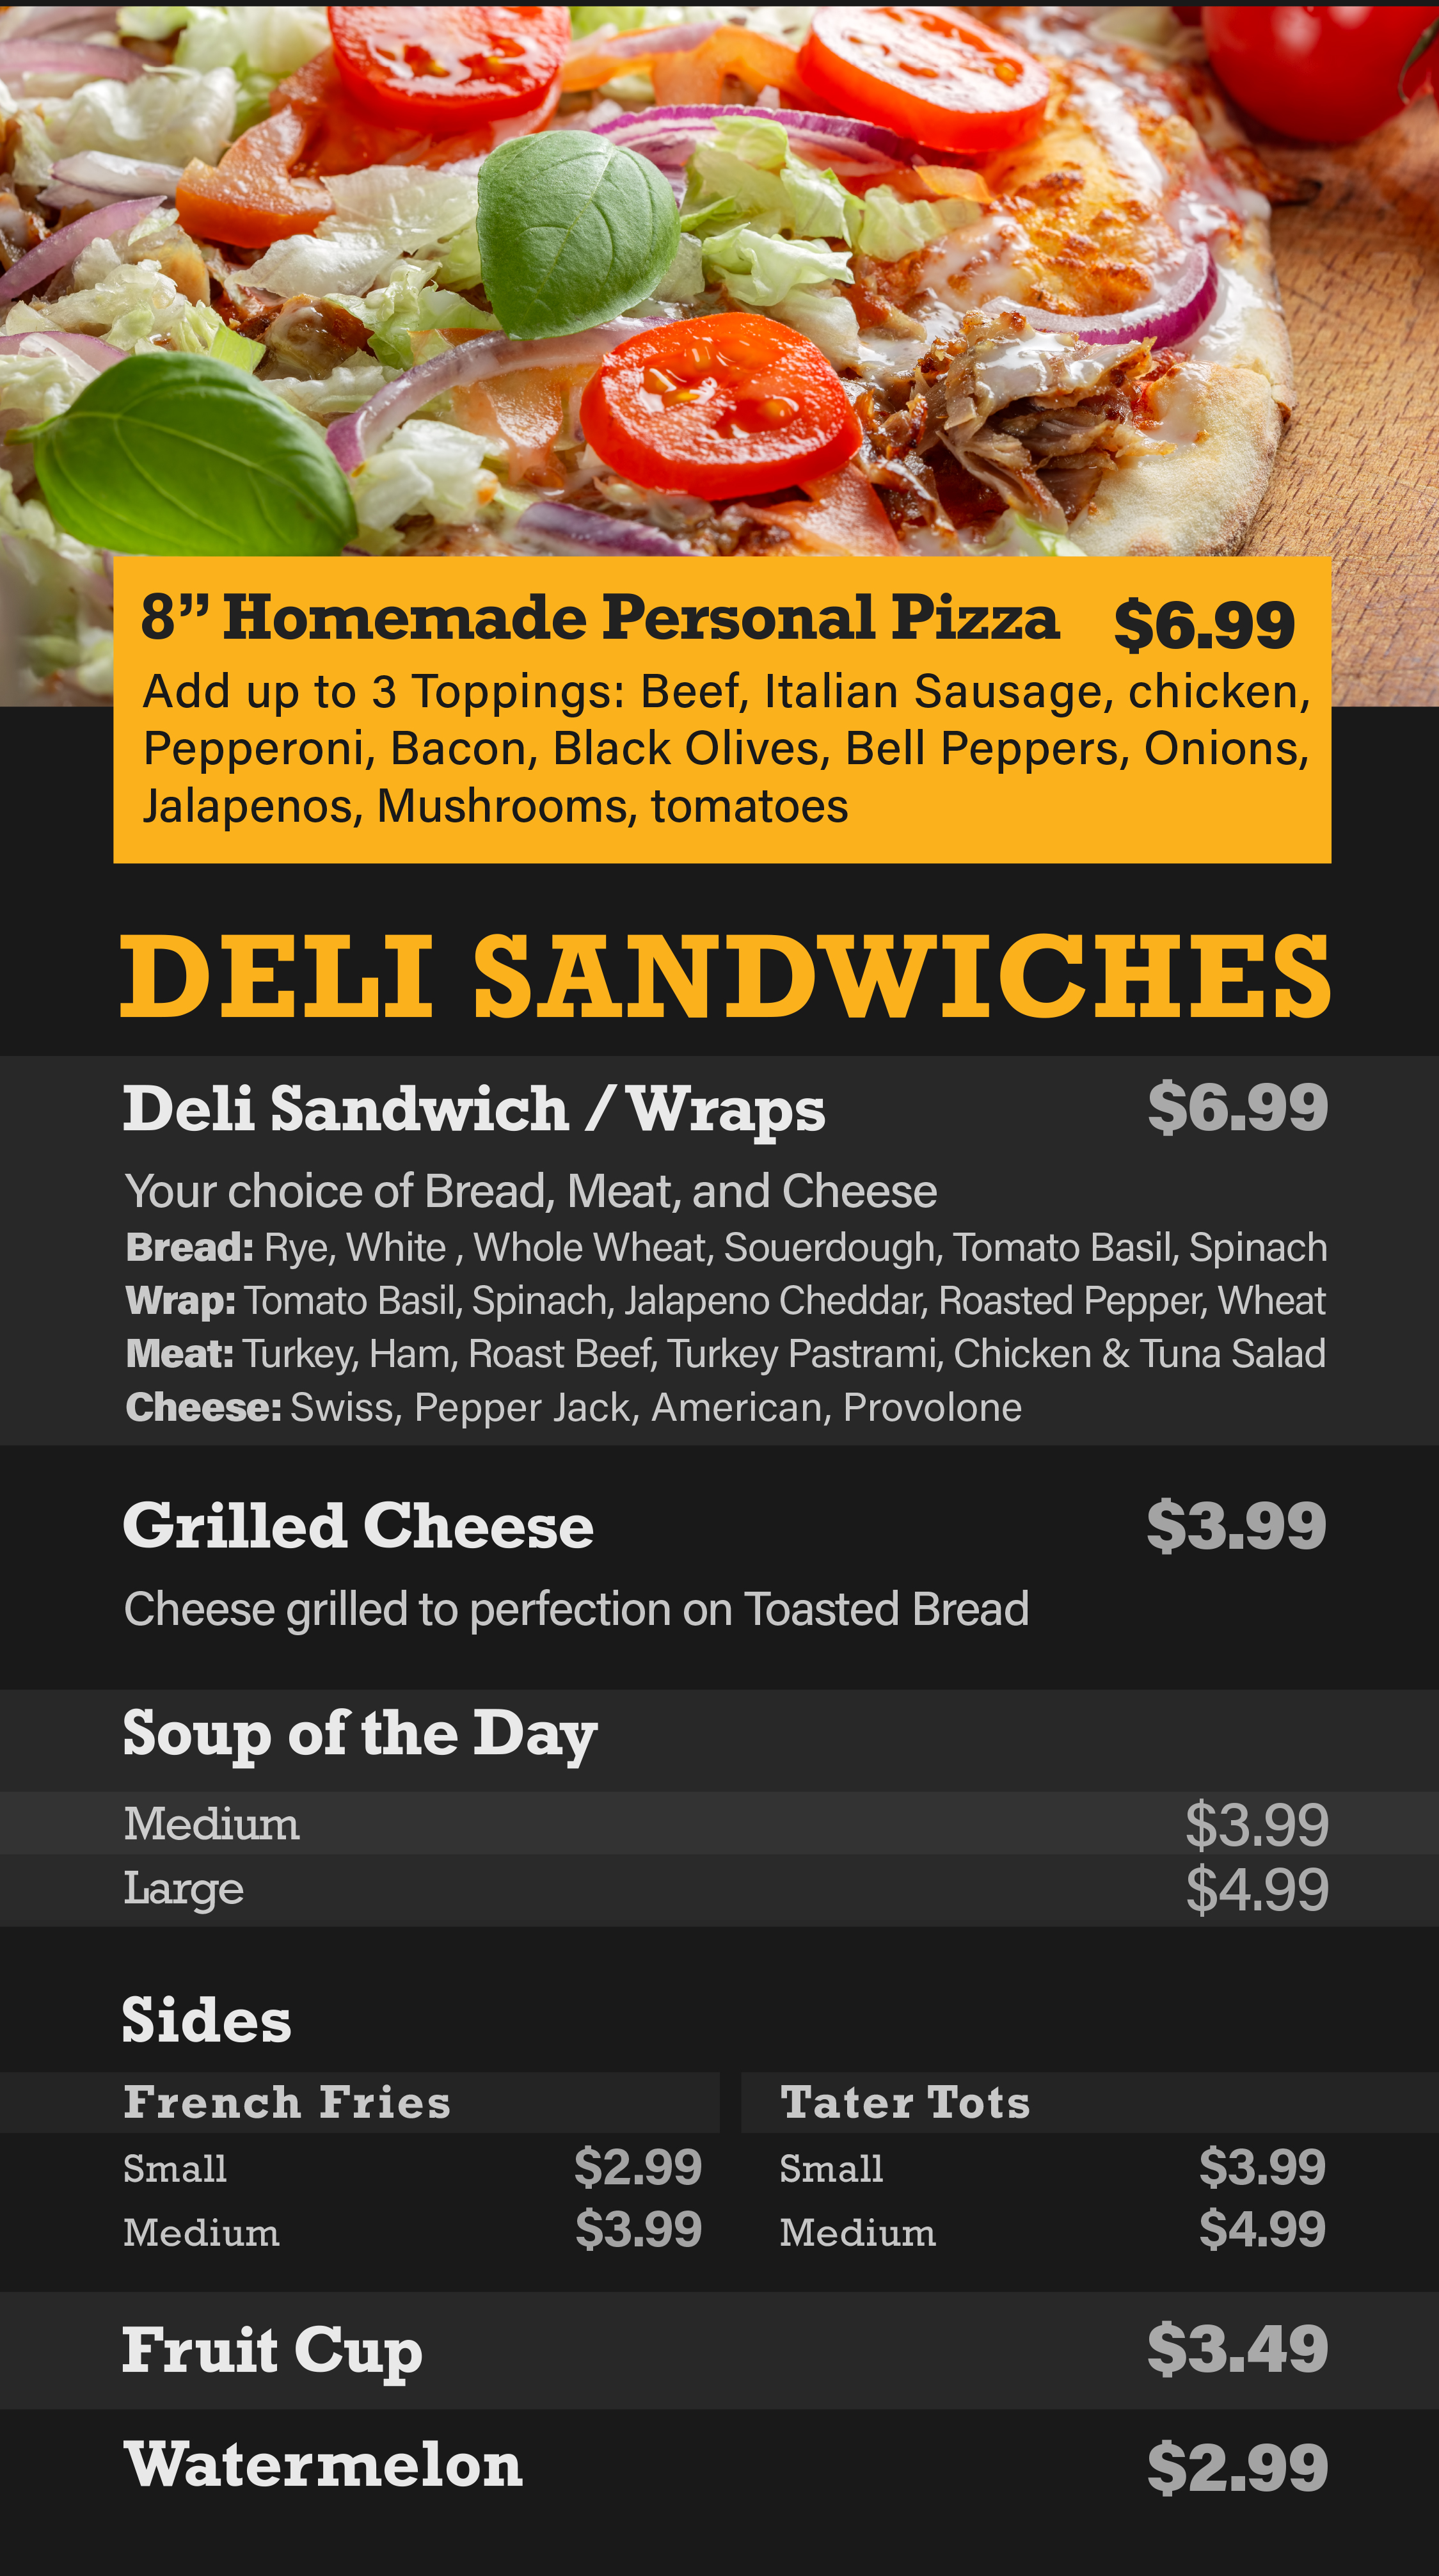 8” Homemade Personal Pizza $6.99
Add up to 3 Toppings: Beef, Italian Sausage, chicken,
Pepperoni, Bacon, Black Olives, Bell Peppers, Onions,
Jalapenos, Mushrooms, tomatoes
DELI SANDWICHES
Deli Sandwich / Wraps $6.99
Your choice of Bread, Meat, and Cheese
Bread: Rye, White , Whole Wheat, Souerdough, Tomato Basil, Spinach
Wrap: Tomato Basil, Spinach, Jalapeno Cheddar, Roasted Pepper, Wheat
Meat: Turkey, Ham, Roast Beef, Turkey Pastrami, Chicken & Tuna Salad
Cheese: Swiss, Pepper Jack, American, Provolone
Grilled Cheese $3.99
Cheese grilled to perfection on Toasted Bread
Soup of the Day
Medium $3.99
Large $4.99
Sides
French Fries
Small $2.99
Medium $3.99
Tater Tots
Small $3.99
Medium $4.99
Fruit Cup $3.49
Watermelon $2.99